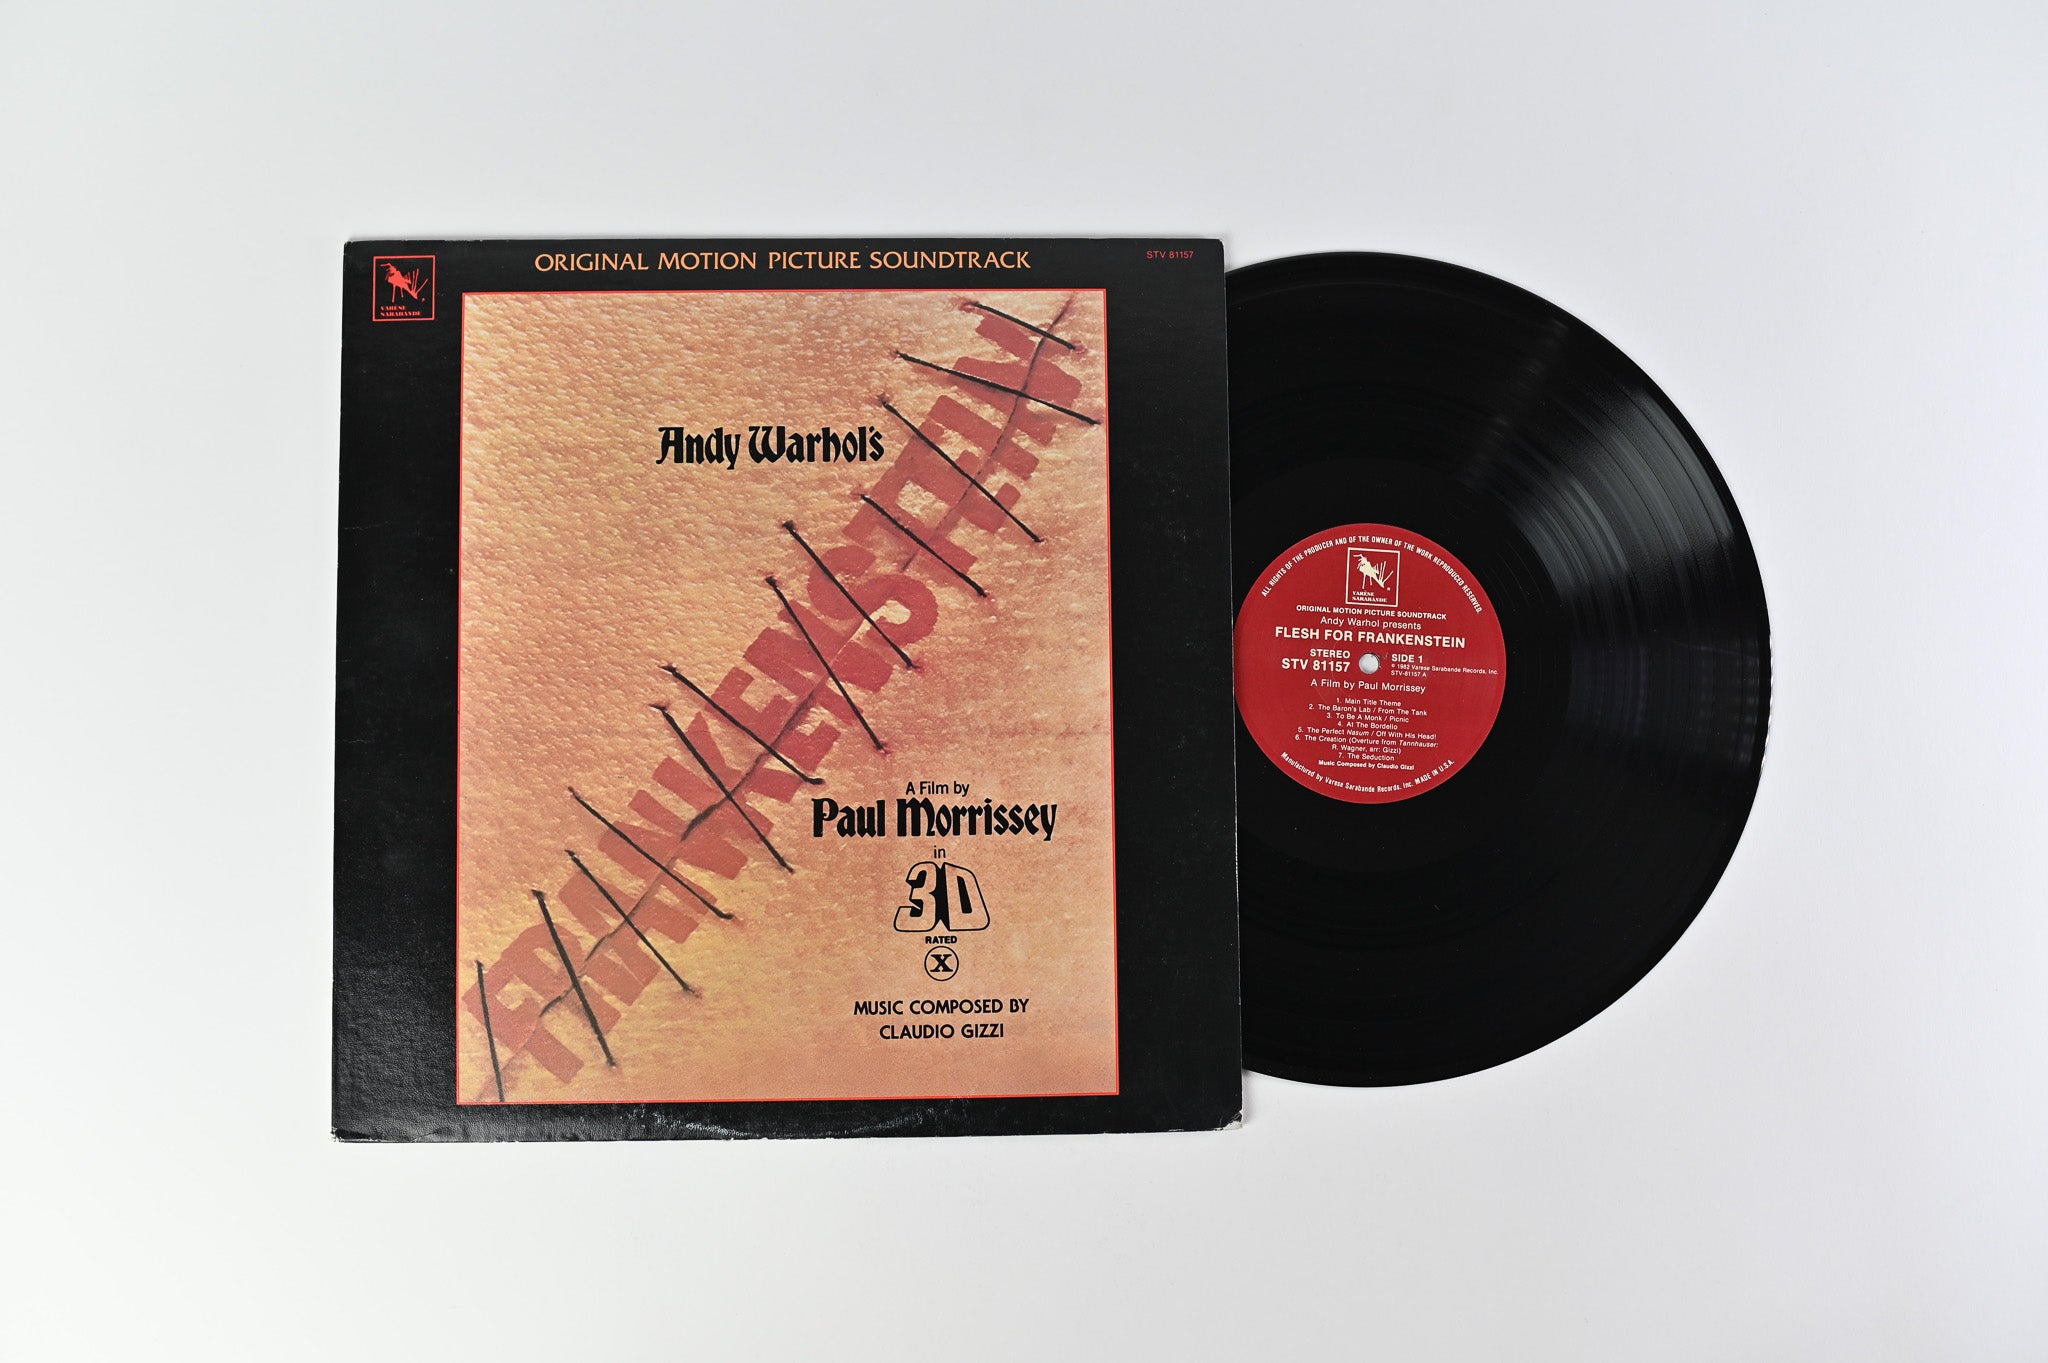 ORIGINAL MOTION PICTURE SOUNDTRACK
STV 81157
VARÈSE
SARABANDE
Andy Warhol's
FRANKENSTEIN
A Film by
Paul Morrissey
in
3D
RATED
X
MUSIC COMPOSED BY
CLAUDIO GIZZI
ALL RIGHTS OF THE PRODUCER AND OF THE OWNER OF THE WORK REPRODUCED RESERVED.
VARÈSE
SARABANDE
ORIGINAL MOTION PICTURE SOUNDTRACK
Andy Warhol presents
FLESH FOR FRANKENSTEIN
STEREO
STV 81157
SIDE 1
℗ 1982 Varese Sarabande Records, Inc.
STV-81157 A
A Film by Paul Morrissey
1. Main Title Theme
2. The Baron's Lab / From The Tank
3. To Be A Monk / Picnic
4. At The Bordello
5. The Perfect Nasum / Off With His Head!
6. The Creation (Overture from Tannhauser:
R. Wagner, arr: Gizzi)
7. The Seduction
Music Composed by Claudio Gizzi
Manufactured by Varese Sarabande Records, Inc. MADE IN U.S.A.